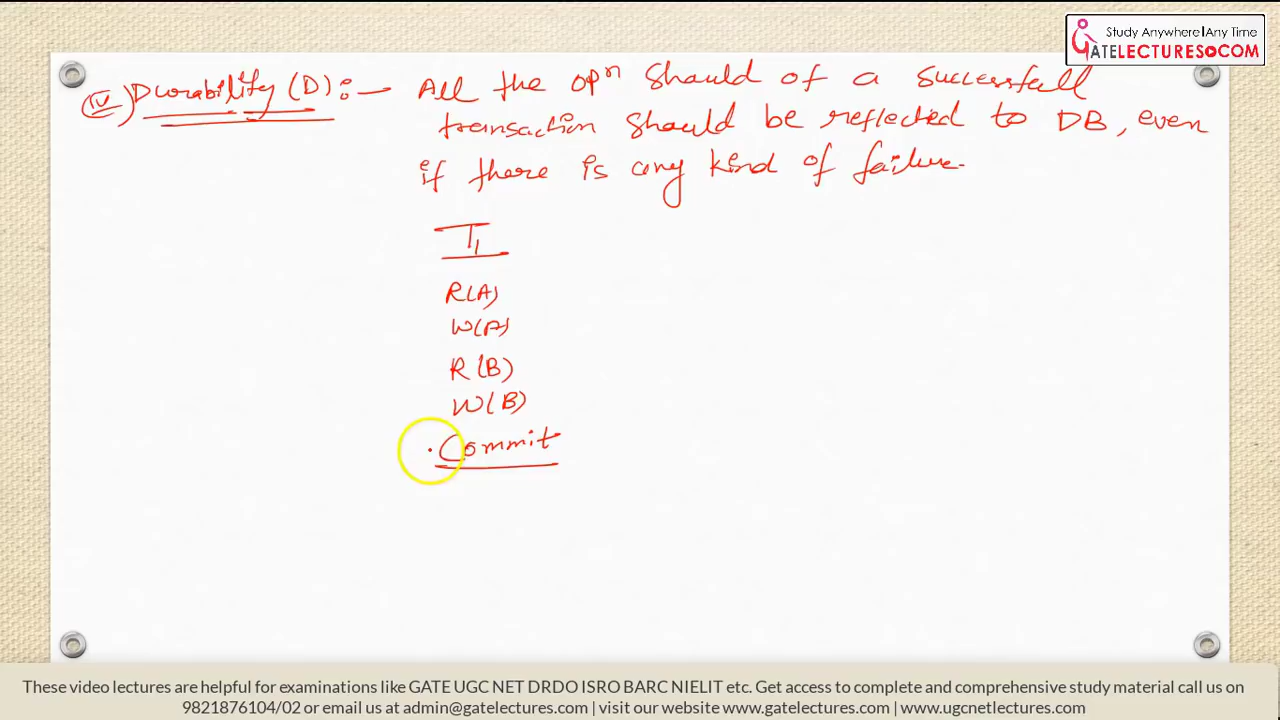 Study Anywhere|Any Time
GATELECTURES.COM
iv) Durability (D) :- All the opⁿ should of a successfull
transaction should be reflected to DB, even
if there is any kind of failure.
T1
R(A)
W(A)
R(B)
W(B)
Commit
These video lectures are helpful for examinations like GATE UGC NET DRDO ISRO BARC NIELIT etc. Get access to complete and comprehensive study material call us on
9821876104/02 or email us at admin@gatelectures.com | visit our website www.gatelectures.com | www.ugcnetlectures.com